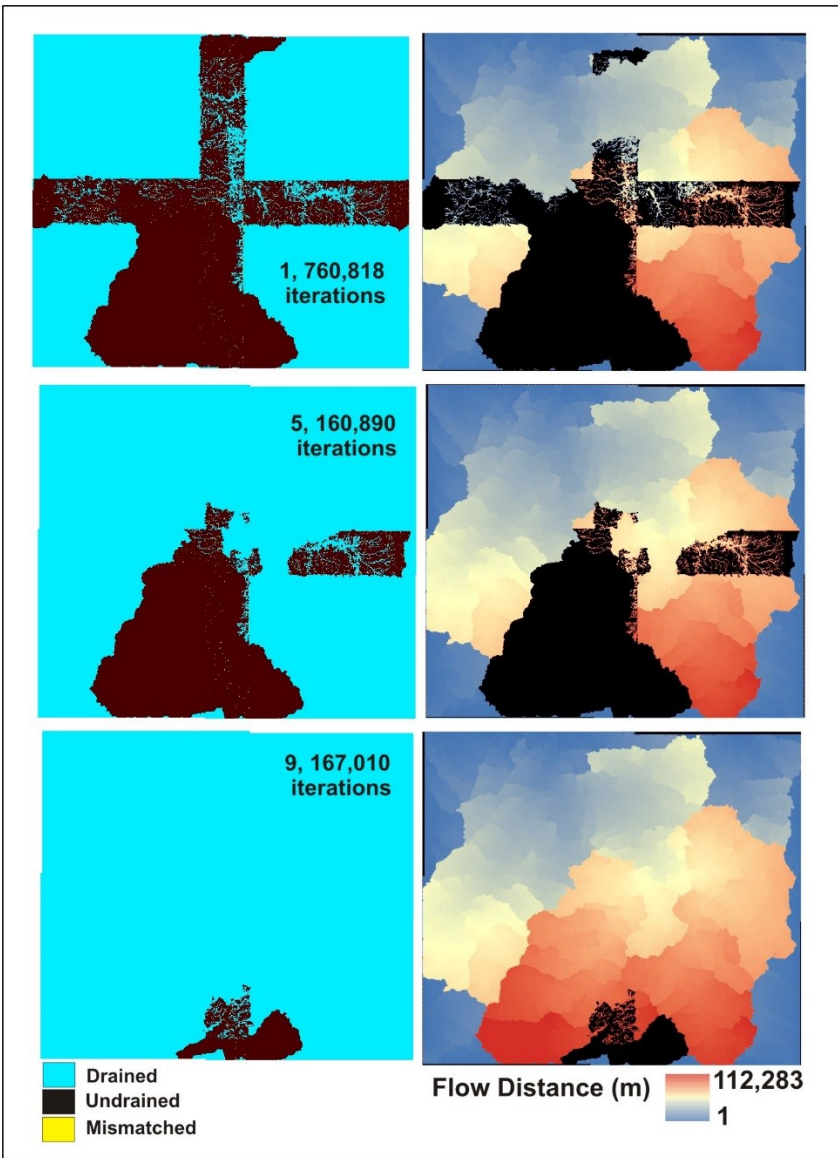 1, 760,818
iterations
5, 160,890
iterations
9, 167,010
iterations
Drained
Undrained
Mismatched
Flow Distance (m)
112,283
1